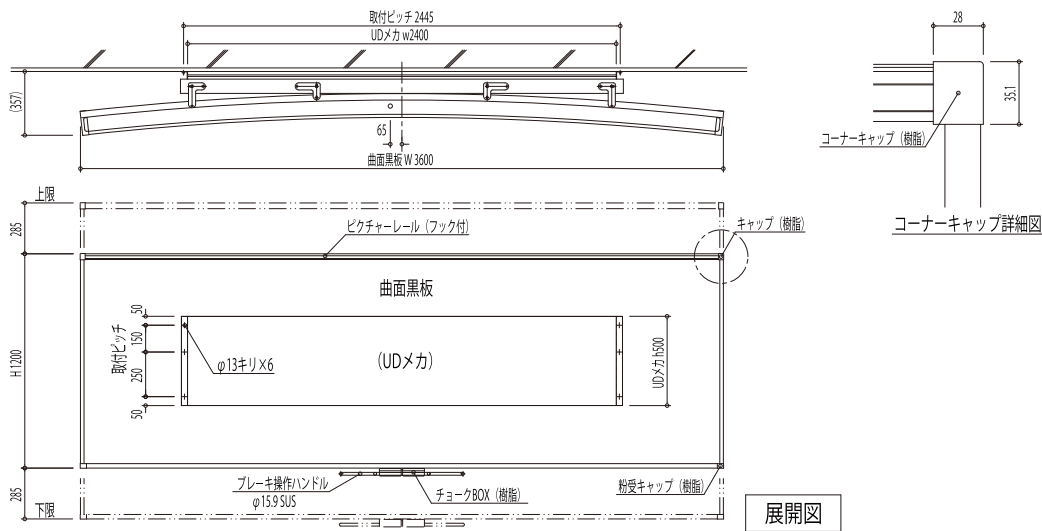 取付ピッチ 2445
UDメカ w2400
(357)
65
曲面黒板 W 3600
28
35.1
コーナーキャップ (樹脂)
コーナーキャップ詳細図
上限
285
ピクチャーレール (フック付)
キャップ (樹脂)
曲面黒板
H 1200
取付ピッチ
50
150
250
50
φ13キリ×6
(UDメカ)
UDメカ h500
285
下限
ブレーキ操作ハンドル
φ15.9 SUS
チョークBOX (樹脂)
粉受キャップ (樹脂)
展開図